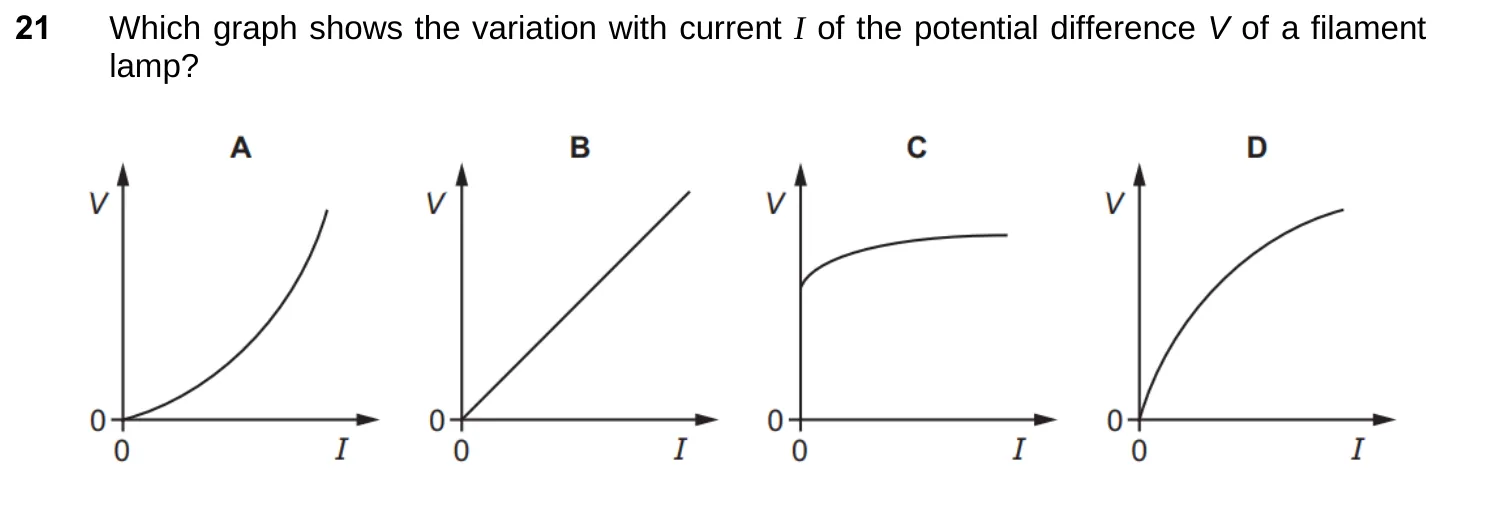 21 Which graph shows the variation with current I of the potential difference V of a filament
lamp?
A B C D
V V V V
0 0 0 0
0 I 0 I 0 I 0 I